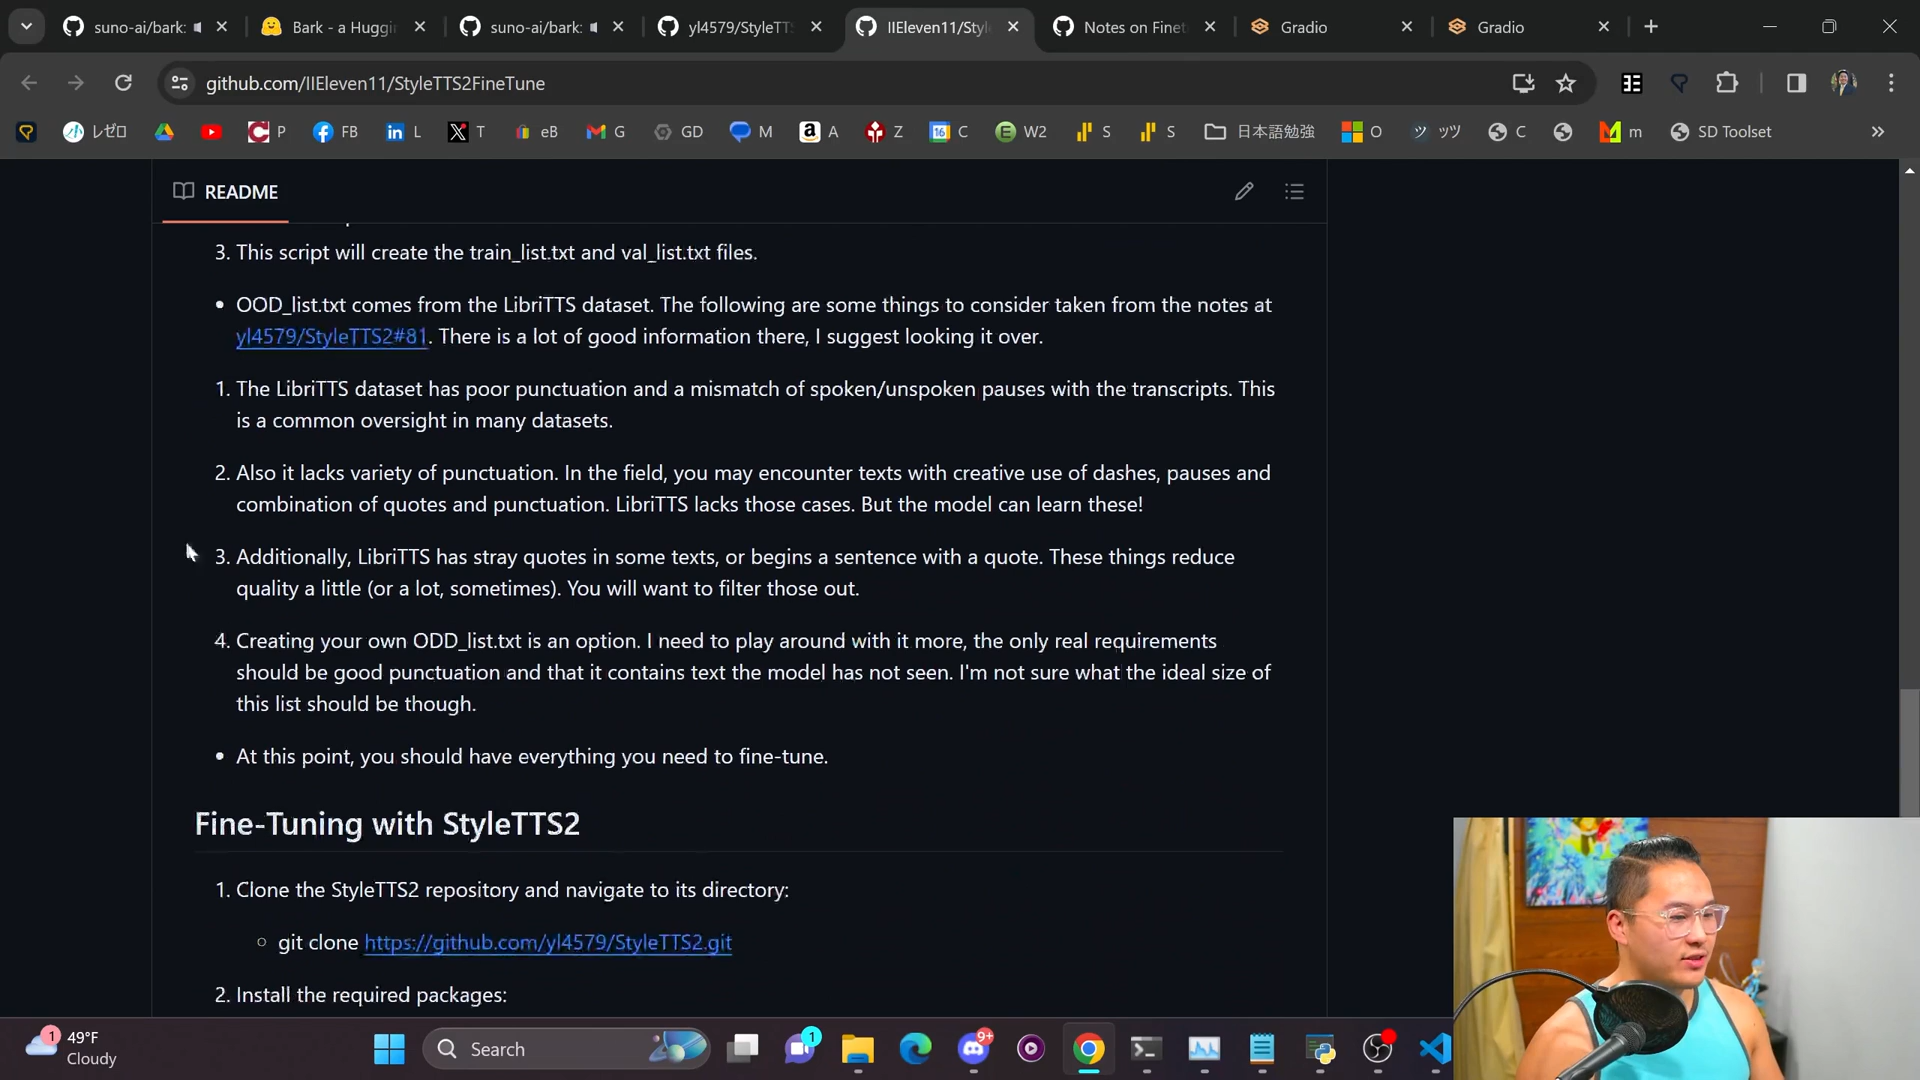 suno-ai/bark:
Bark - a Huggin
suno-ai/bark:
yl4579/StyleTTS
IIEleven11/Style
Notes on Finet
Gradio
Gradio
github.com/IIEleven11/StyleTTS2FineTune
レゼロ
P
FB
L
T
eB
G
GD
M
A
Z
16
C
W2
S
S
日本語勉強
O
ッツ
C
m
SD Toolset
README
3. This script will create the train_list.txt and val_list.txt files.
OOD_list.txt comes from the LibriTTS dataset. The following are some things to consider taken from the notes at
yl4579/StyleTTS2#81. There is a lot of good information there, I suggest looking it over.
1. The LibriTTS dataset has poor punctuation and a mismatch of spoken/unspoken pauses with the transcripts. This
is a common oversight in many datasets.
2. Also it lacks variety of punctuation. In the field, you may encounter texts with creative use of dashes, pauses and
combination of quotes and punctuation. LibriTTS lacks those cases. But the model can learn these!
3. Additionally, LibriTTS has stray quotes in some texts, or begins a sentence with a quote. These things reduce
quality a little (or a lot, sometimes). You will want to filter those out.
4. Creating your own ODD_list.txt is an option. I need to play around with it more, the only real requirements
should be good punctuation and that it contains text the model has not seen. I'm not sure what the ideal size of
this list should be though.
At this point, you should have everything you need to fine-tune.
Fine-Tuning with StyleTTS2
1. Clone the StyleTTS2 repository and navigate to its directory:
git clone https://github.com/yl4579/StyleTTS2.git
2. Install the required packages:
1
49°F
Cloudy
Search
1
9+